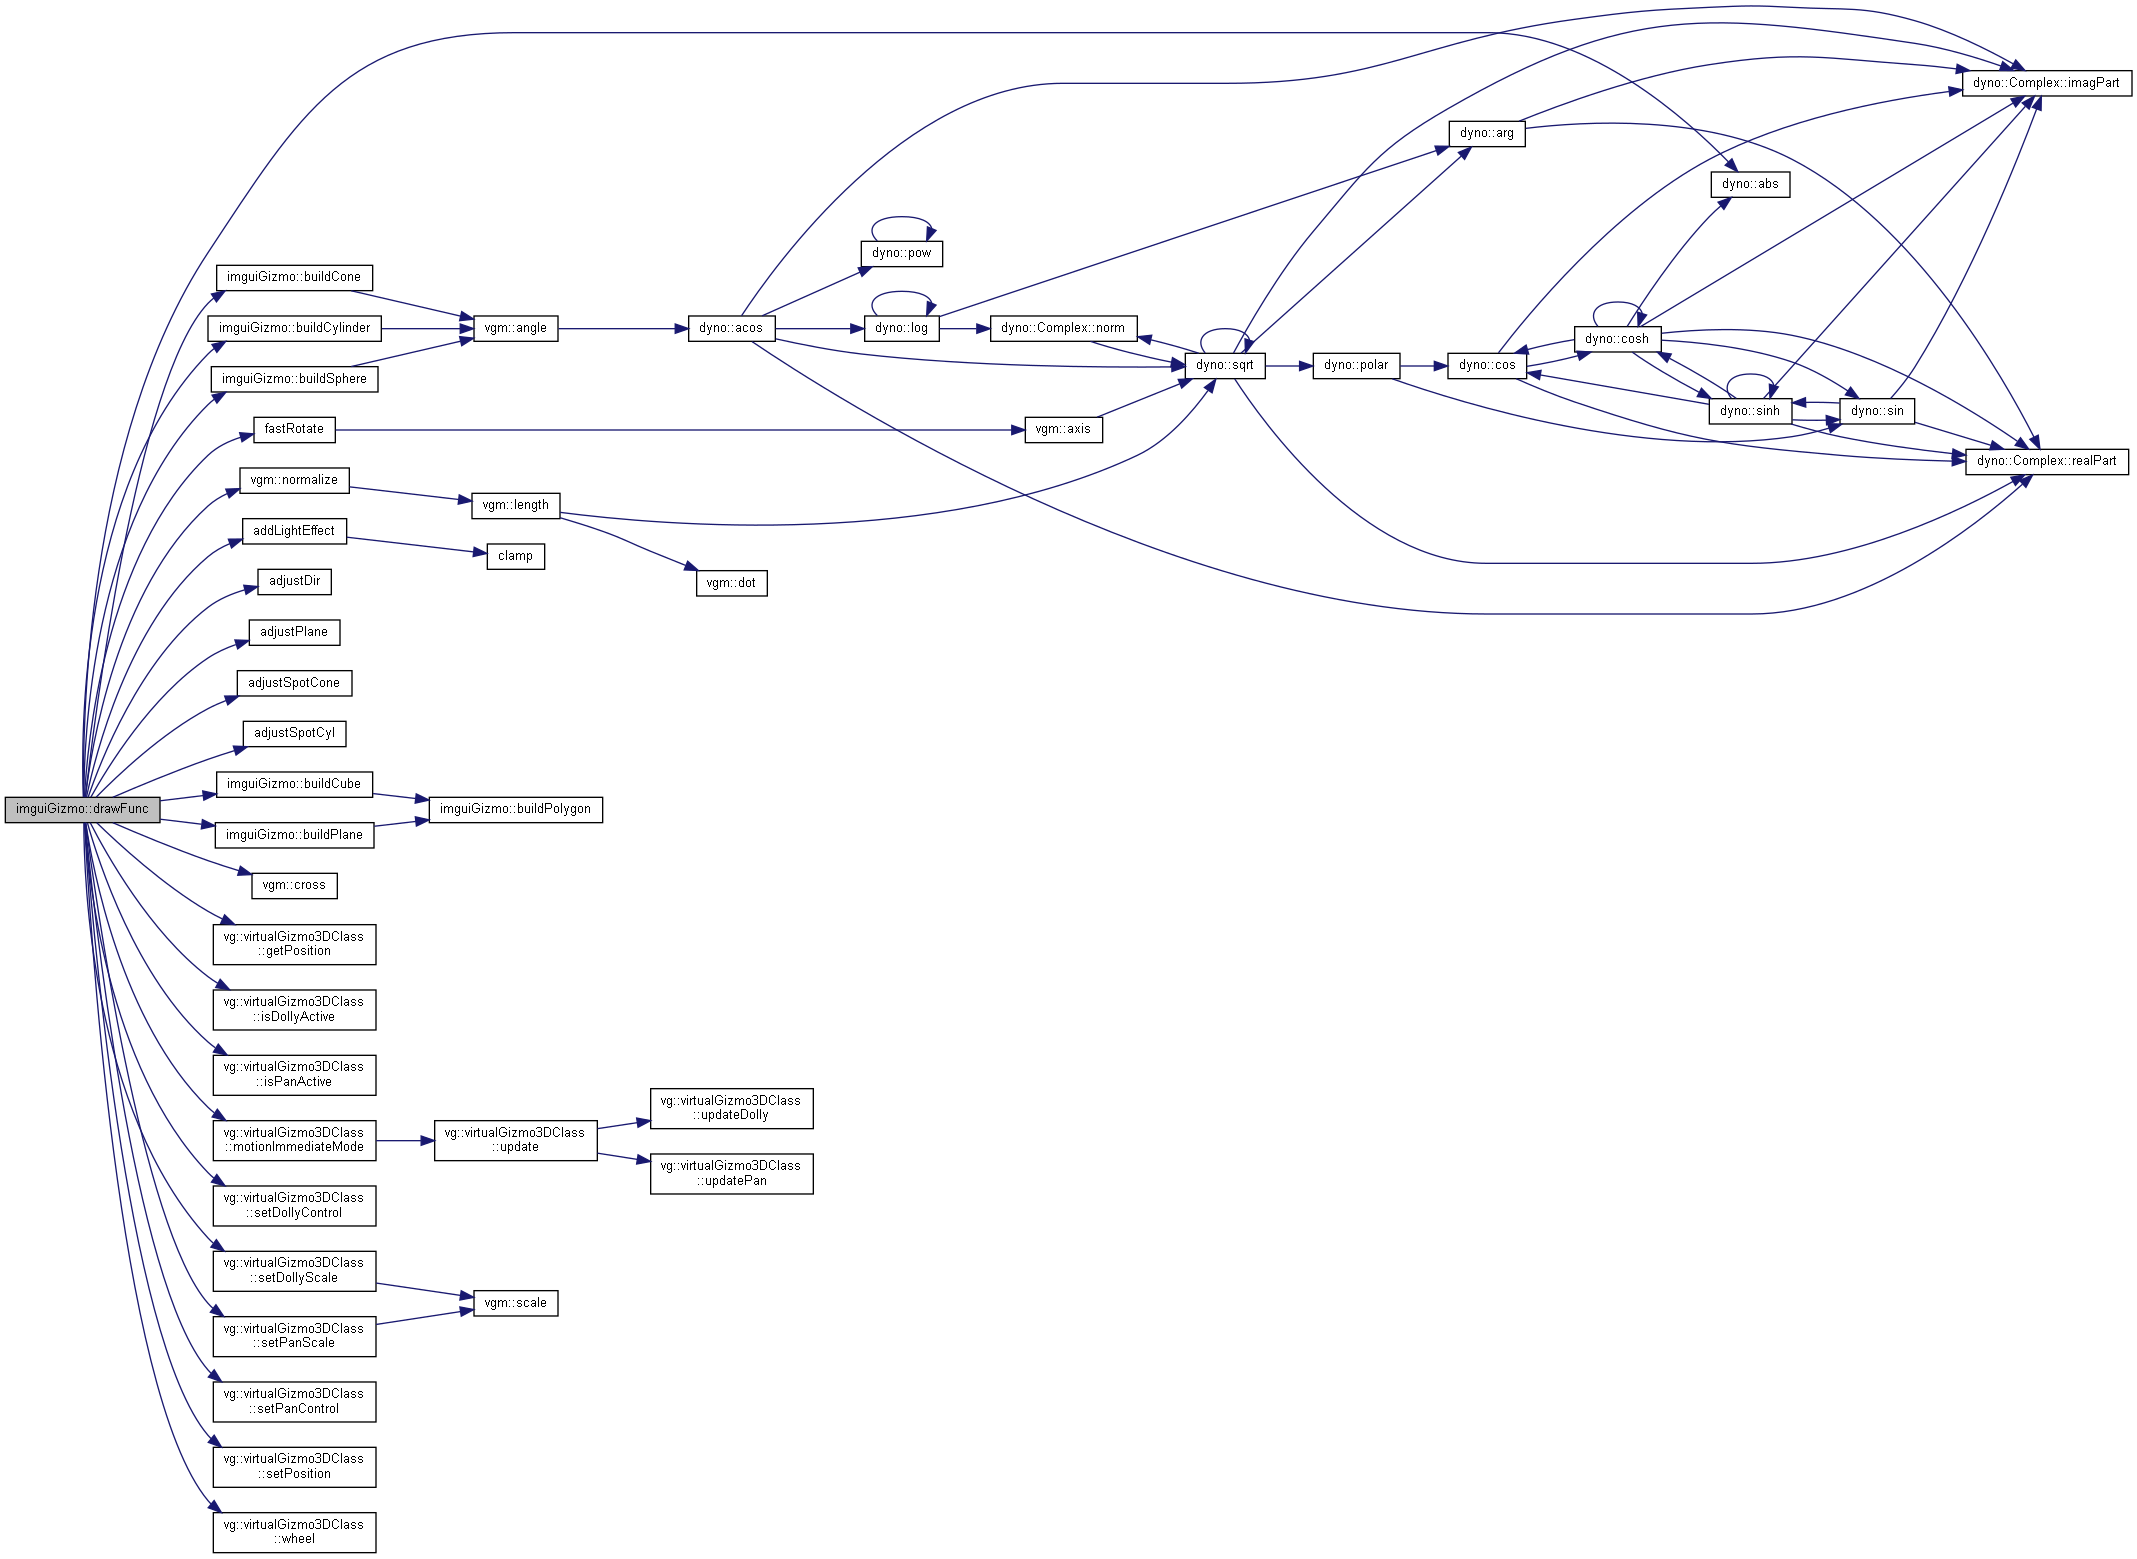 dyno::Complex::imagPart
dyno::arg
dyno::abs
dyno::pow
imguiGizmo::buildCone
imguiGizmo::buildCylinder
vgm::angle
dyno::acos
dyno::log
dyno::Complex::norm
dyno::cosh
imguiGizmo::buildSphere
dyno::sqrt
dyno::polar
dyno::cos
dyno::sinh
dyno::sin
fastRotate
vgm::axis
dyno::Complex::realPart
vgm::normalize
vgm::length
addLightEffect
clamp
adjustDir
vgm::dot
adjustPlane
adjustSpotCone
adjustSpotCyl
imguiGizmo::buildCube
imguiGizmo::drawFunc
imguiGizmo::buildPolygon
imguiGizmo::buildPlane
vgm::cross
vg::virtualGizmo3DClass
::getPosition
vg::virtualGizmo3DClass
::isDollyActive
vg::virtualGizmo3DClass
::isPanActive
vg::virtualGizmo3DClass
::updateDolly
vg::virtualGizmo3DClass
::motionImmediateMode
vg::virtualGizmo3DClass
::update
vg::virtualGizmo3DClass
::updatePan
vg::virtualGizmo3DClass
::setDollyControl
vg::virtualGizmo3DClass
::setDollyScale
vgm::scale
vg::virtualGizmo3DClass
::setPanScale
vg::virtualGizmo3DClass
::setPanControl
vg::virtualGizmo3DClass
::setPosition
vg::virtualGizmo3DClass
::wheel